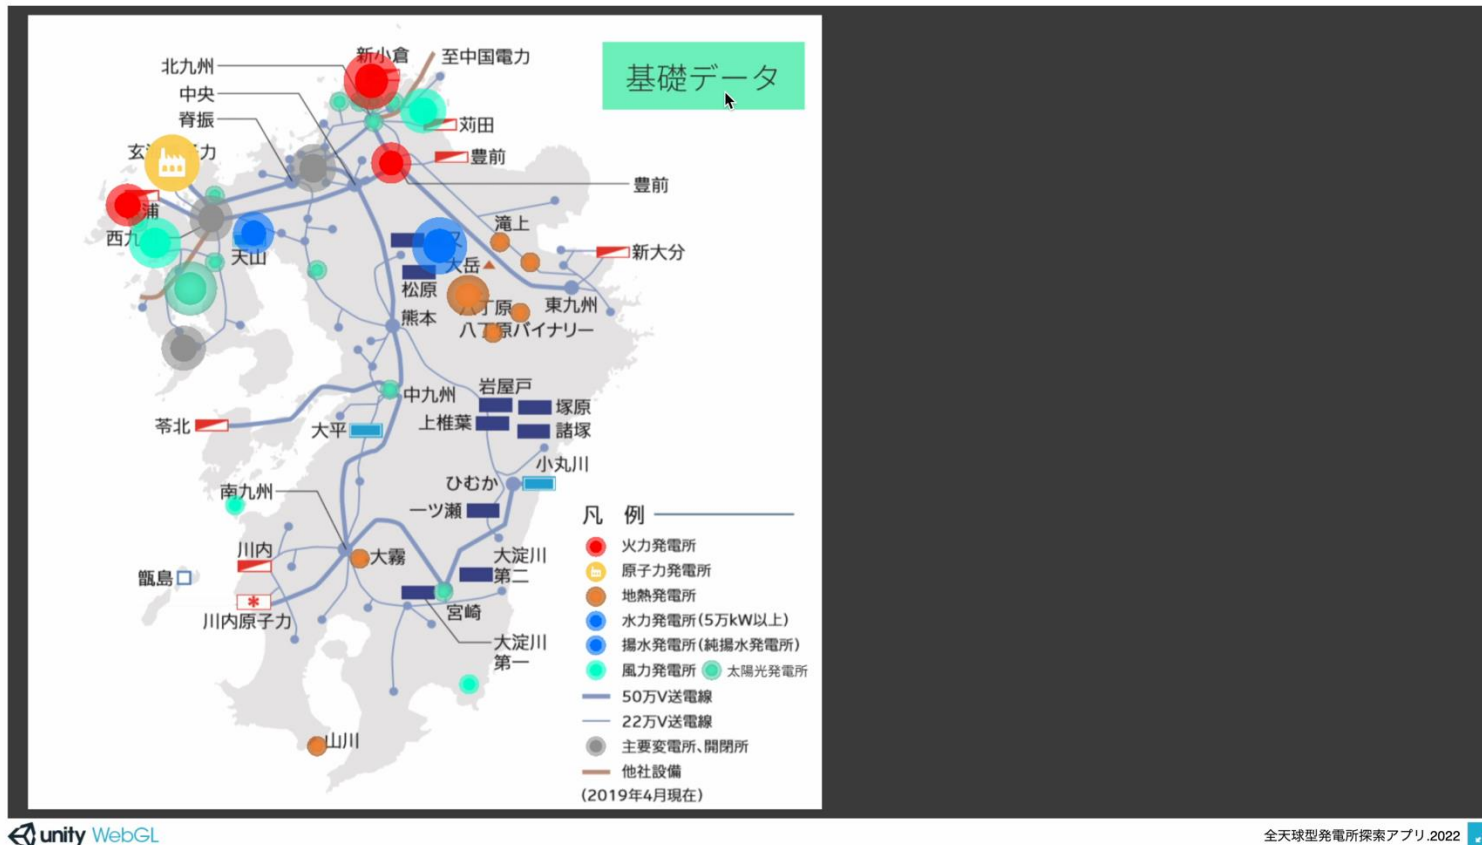 新小倉
至中国電力
北九州
基礎データ
中央
脊振
苅田
玄 力
豊前
豊前
浦
滝上
西九
天山
大岳
新大分
松原
八丁原
東九州
熊本
八丁原バイナリー
岩屋戸
中九州
塚原
上椎葉
苓北
大平
諸塚
小丸川
ひむか
南九州
一ツ瀬
凡 例
火力発電所
川内
大霧
大淀川
第二
原子力発電所
甑島
地熱発電所
川内原子力
宮崎
水力発電所(5万kW以上)
大淀川
第一
揚水発電所(純揚水発電所)
風力発電所 太陽光発電所
50万V送電線
22万V送電線
山川
主要変電所、開閉所
他社設備
(2019年4月現在)
unity WebGL
全天球型発電所探索アプリ.2022